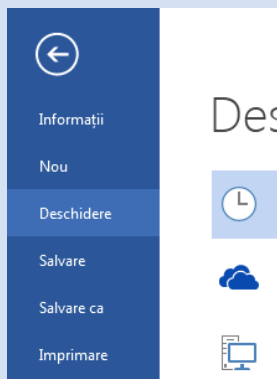 Informații
Des
Nou
Deschidere
Salvare
Salvare ca
Imprimare